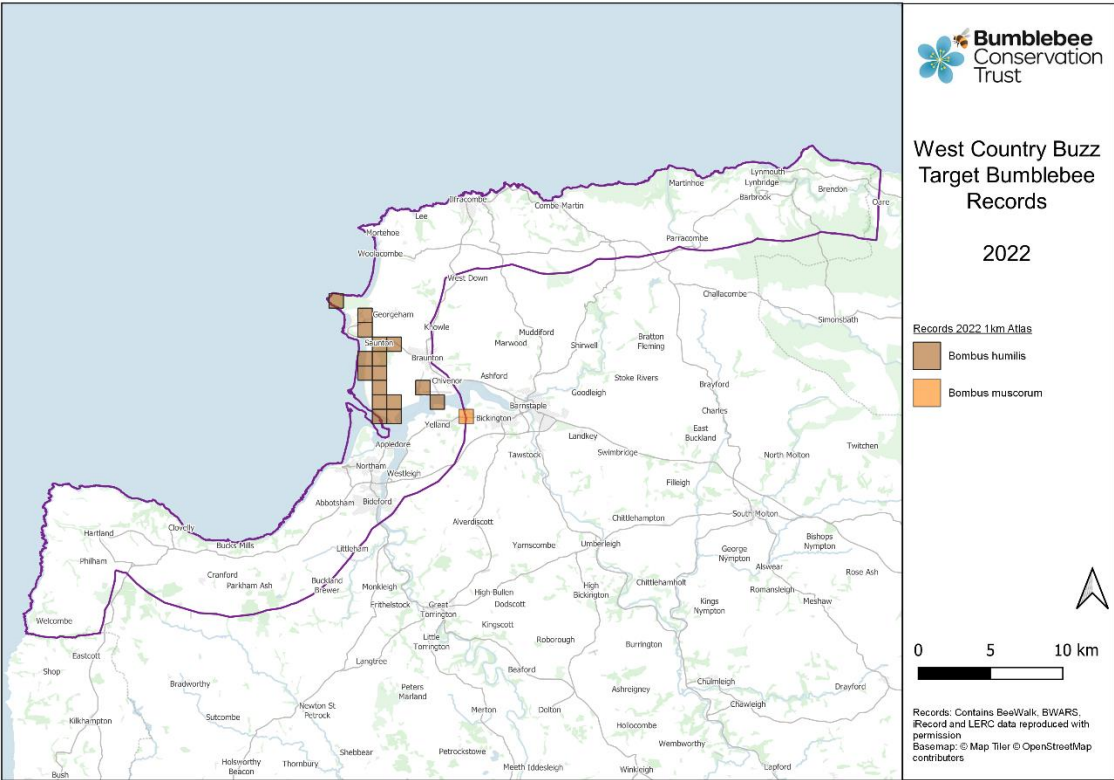 Bumblebee
Conservation
Trust
West Country Buzz
Target Bumblebee
Records
2022
Records 2022 1km Atlas
Bombus humilis
Bombus muscorum
0 5 10 km
Records: Contains BeeWalk, BWARS,
iRecord and LERC data reproduced with
permission
Basemap: © Map Tiler © OpenStreetMap
contributors
Lynmouth
Martinhoe
Lynbridge
Brendon
Barbrook
Oare
Ilfracombe
Combe Martin
Lee
Mortehoe
Parracombe
Woolacombe
West Down
Challacombe
Simonsbath
Georgeham
Knowle
Muddiford
Marwood
Shirwell
Bratton
Fleming
Saunton
Braunton
Ashford
Stoke Rivers
Chivenor
Goodleigh
Brayford
Barnstaple
Charles
Bickington
Yelland
East
Buckland
Landkey
Appledore
Twitchen
Tawstock
Swimbridge
North Molton
Northam
Westleigh
Filleigh
Abbotsham
Bideford
South Molton
Alverdiscott
Chittlehampton
Clovelly
Hartland
Bucks Mills
Littleham
Yarnscombe
Umberleigh
Bishops
Nympton
George
Nympton
Philham
Cranford
Parkham Ash
Buckland
Brewer
Monkleigh
High Bullen
High
Bickington
Chittlehamholt
Alswear
Rose Ash
Romansleigh
Frithelstock
Great
Torrington
Dodscott
Kings
Nympton
Meshaw
Welcombe
Kingscott
Little
Torrington
Roborough
Burrington
Eastcott
Shop
Langtree
Beaford
Bradworthy
Peters
Marland
Ashreigney
Chulmleigh
Drayford
Newton St
Petrock
Merton
Dolton
Chawleigh
Kilkhampton
Sutcombe
Holocombe
Wembworthy
Shebbear
Petrockstowe
Holsworthy
Beacon
Thornbury
Meeth Iddesleigh
Winkleigh
Lapford
Bush